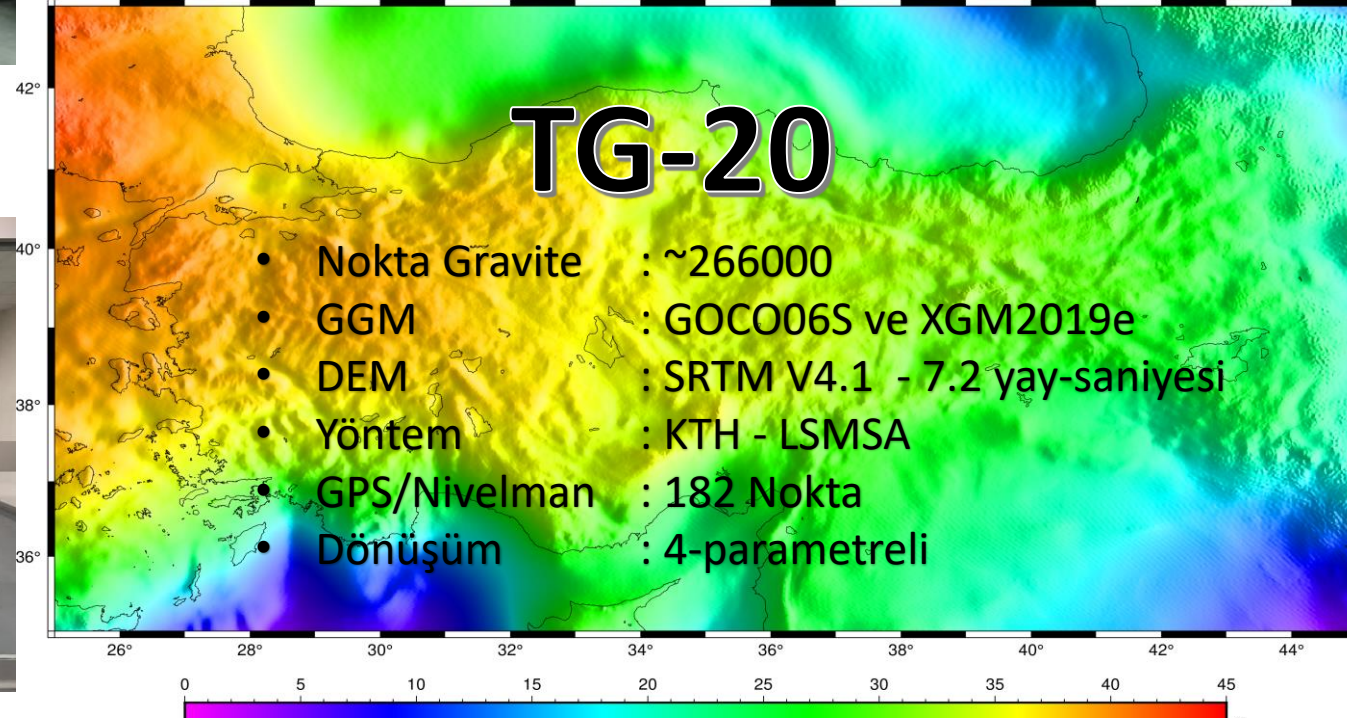 TG-20
• Nokta Gravite : ~266000
• GGM : GOCO06S ve XGM2019e
• DEM : SRTM V4.1 - 7.2 yay-saniyesi
• Yöntem : KTH - LSMSA
• GPS/Nivelman : 182 Nokta
• Dönüşüm : 4-parametreli
42°
40°
38°
36°
26° 28° 30° 32° 34° 36° 38° 40° 42° 44°
0 5 10 15 20 25 30 35 40 45